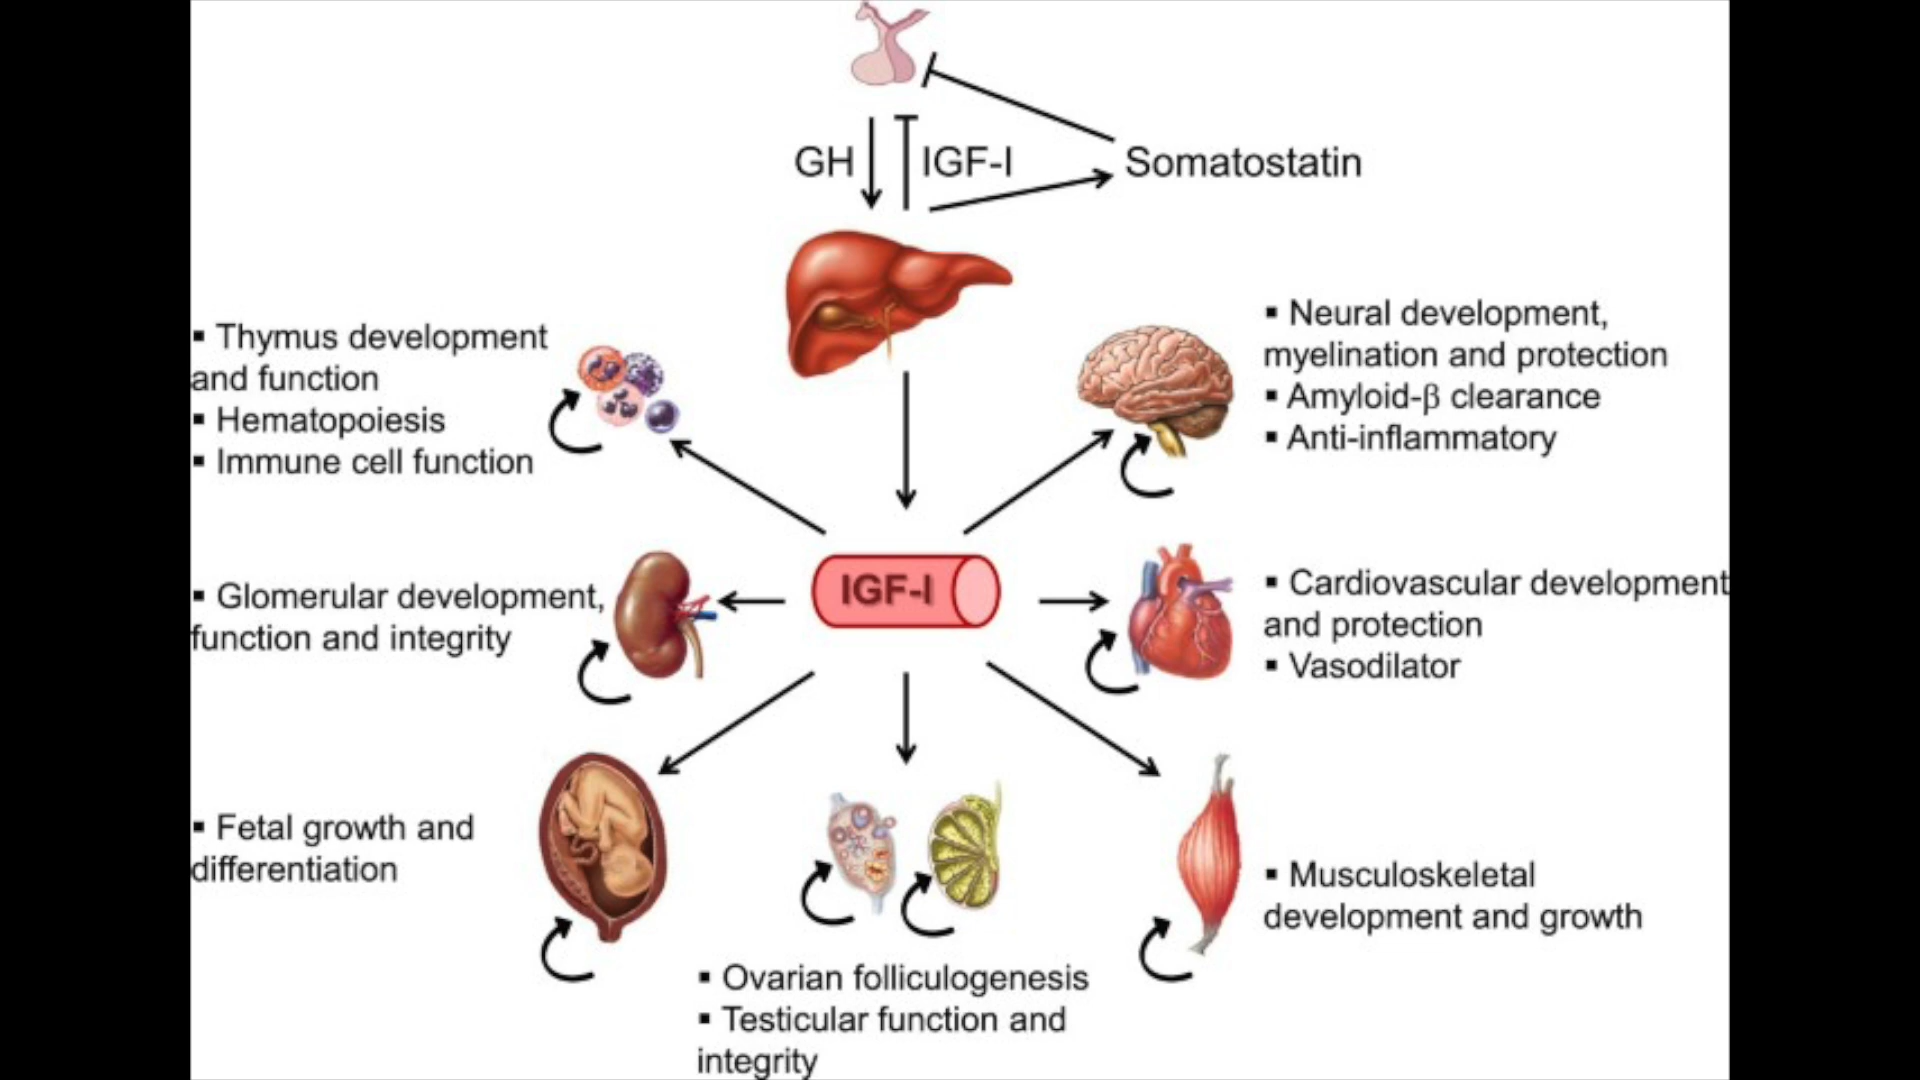 GH
IGF-I
Somatostatin
▪ Thymus development
and function
▪ Hematopoiesis
▪ Immune cell function
▪ Neural development,
myelination and protection
▪ Amyloid-β clearance
▪ Anti-inflammatory
IGF-I
▪ Glomerular development,
function and integrity
▪ Cardiovascular development
and protection
▪ Vasodilator
▪ Fetal growth and
differentiation
▪ Ovarian folliculogenesis
▪ Testicular function and
integrity
▪ Musculoskeletal
development and growth